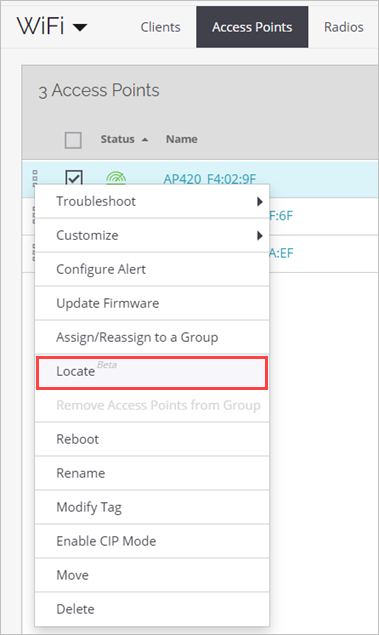 WiFi
Clients
Access Points
Radios
3 Access Points
Status
Name
AP420_F4:02:9F
F:6F
A:EF
Troubleshoot
Customize
Configure Alert
Update Firmware
Assign/Reassign to a Group
Locate Beta
Remove Access Points from Group
Reboot
Rename
Modify Tag
Enable CIP Mode
Move
Delete